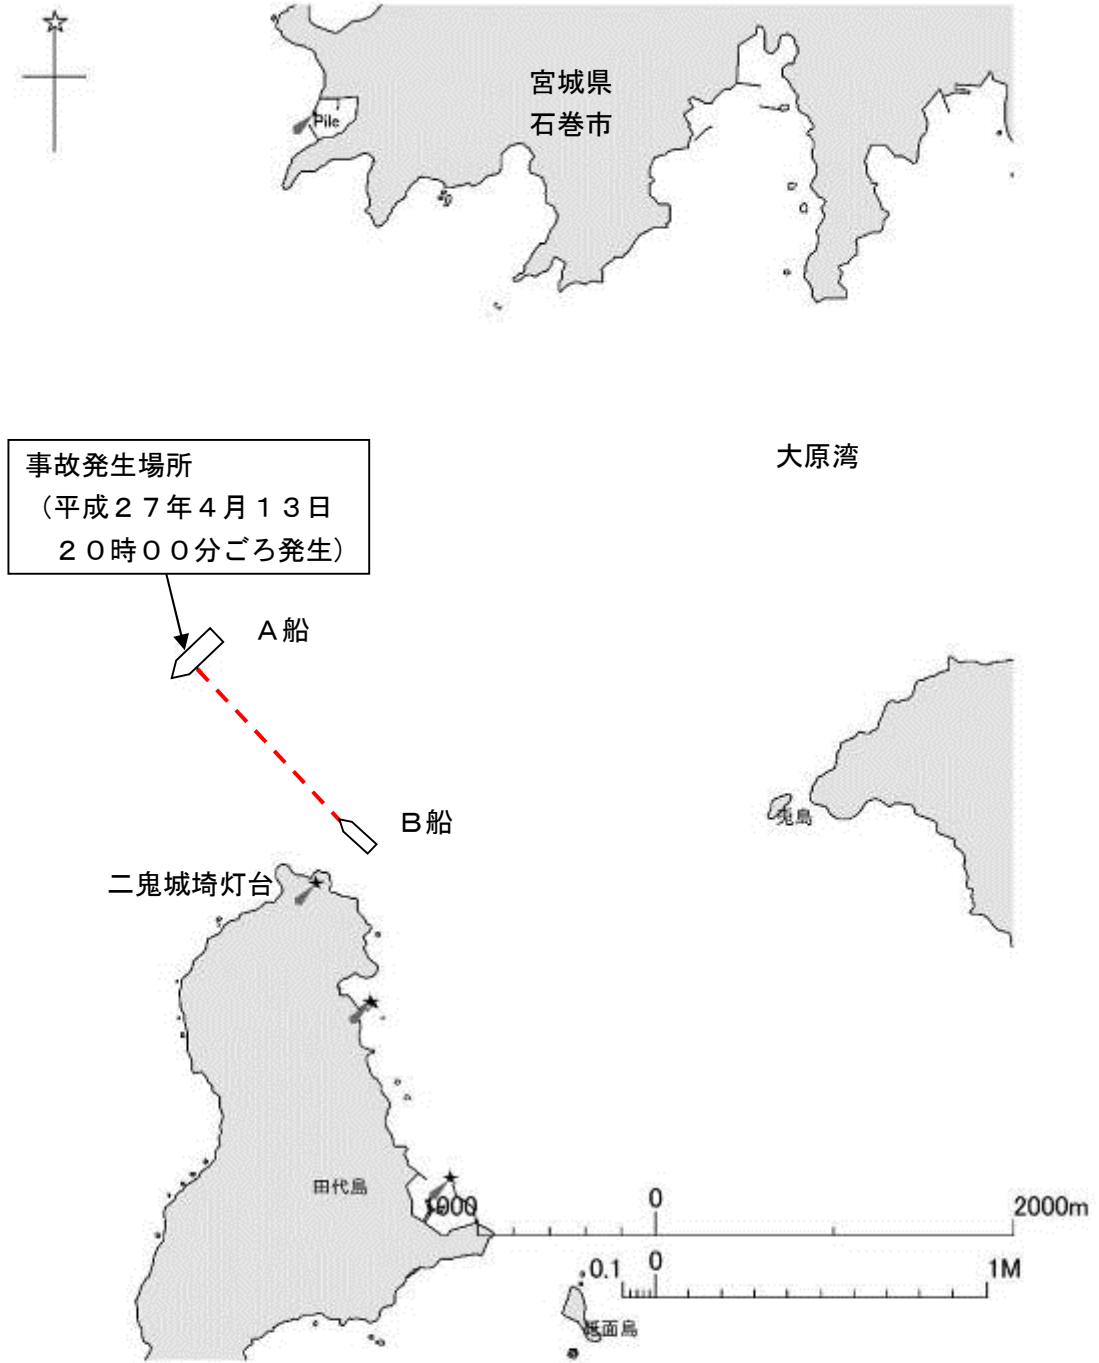 宮城県
石巻市
Pile
大原湾
事故発生場所
（平成２７年４月１３日
２０時００分ごろ発生）
Ａ船
Ｂ船
兎島
二鬼城埼灯台
田代島
1000 0 2000m
0.1 0 1M